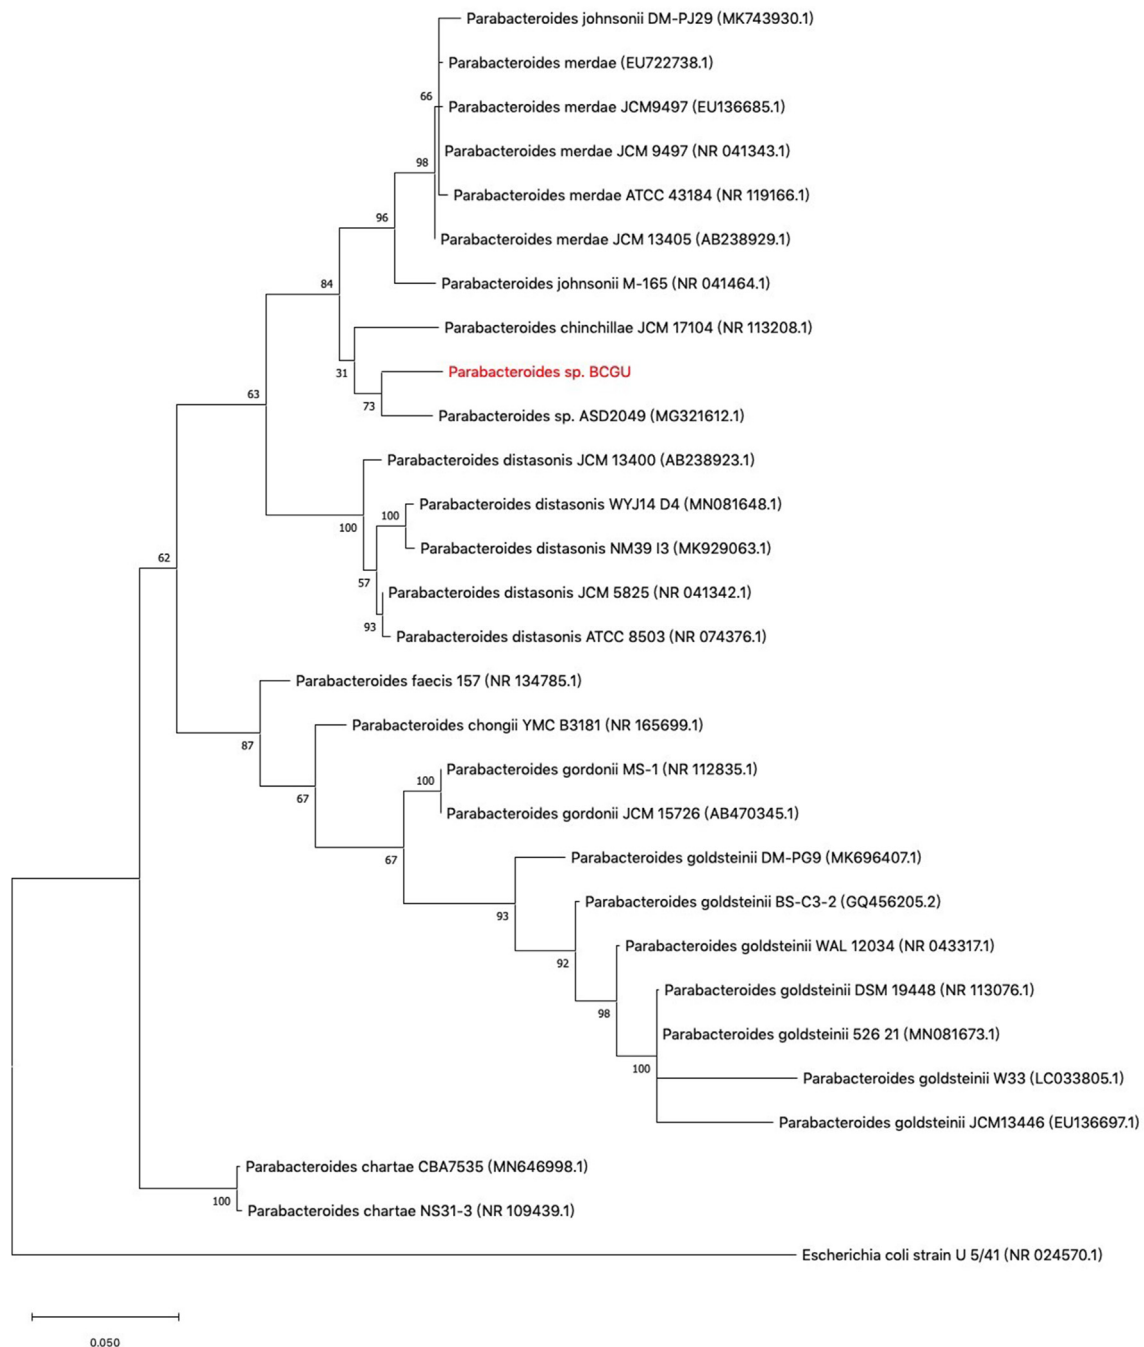 Parabacteroides johnsonii DM-PJ29 (MK743930.1)
Parabacteroides merdae (EU722738.1)
66
Parabacteroides merdae JCM9497 (EU136685.1)
Parabacteroides merdae JCM 9497 (NR 041343.1)
98
Parabacteroides merdae ATCC 43184 (NR 119166.1)
96
Parabacteroides merdae JCM 13405 (AB238929.1)
84
Parabacteroides johnsonii M-165 (NR 041464.1)
Parabacteroides chinchillae JCM 17104 (NR 113208.1)
31
Parabacteroides sp. BCGU
63
73
Parabacteroides sp. ASD2049 (MG321612.1)
Parabacteroides distasonis JCM 13400 (AB238923.1)
Parabacteroides distasonis WYJ14 D4 (MN081648.1)
100
100
Parabacteroides distasonis NM39 I3 (MK929063.1)
62
57
Parabacteroides distasonis JCM 5825 (NR 041342.1)
93
Parabacteroides distasonis ATCC 8503 (NR 074376.1)
Parabacteroides faecis 157 (NR 134785.1)
Parabacteroides chongii YMC B3181 (NR 165699.1)
87
Parabacteroides gordonii MS-1 (NR 112835.1)
100
67
Parabacteroides gordonii JCM 15726 (AB470345.1)
67
Parabacteroides goldsteinii DM-PG9 (MK696407.1)
Parabacteroides goldsteinii BS-C3-2 (GQ456205.2)
93
Parabacteroides goldsteinii WAL 12034 (NR 043317.1)
92
Parabacteroides goldsteinii DSM 19448 (NR 113076.1)
98
Parabacteroides goldsteinii 526 21 (MN081673.1)
100
Parabacteroides goldsteinii W33 (LC033805.1)
Parabacteroides goldsteinii JCM13446 (EU136697.1)
Parabacteroides chartae CBA7535 (MN646998.1)
100
Parabacteroides chartae NS31-3 (NR 109439.1)
Escherichia coli strain U 5/41 (NR 024570.1)
0.050